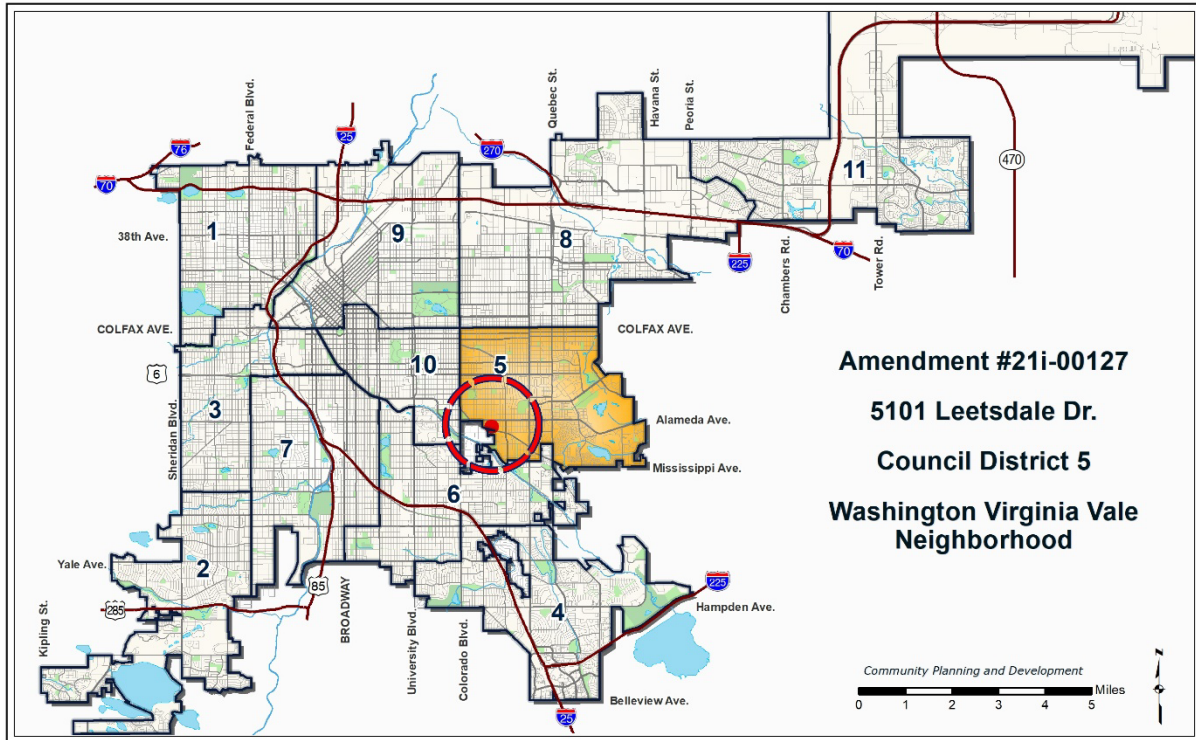 Federal Blvd.
Quebec St.
Havana St.
Peoria St.
76
25
270
70
470
11
1
9
8
38th Ave.
225
Chambers Rd.
70
Tower Rd.
COLFAX AVE.
COLFAX AVE.
6
10
5
Amendment #21i-00127
3
Sheridan Blvd.
7
Alameda Ave.
5101 Leetsdale Dr.
Mississippi Ave.
Council District 5
6
Washington Virginia Vale
Neighborhood
Yale Ave.
2
85
BROADWAY
University Blvd.
Colorado Blvd.
4
225
Hampden Ave.
285
Kipling St.
Community Planning and Development
Miles
0 1 2 3 4 5
Belleview Ave.
25
N